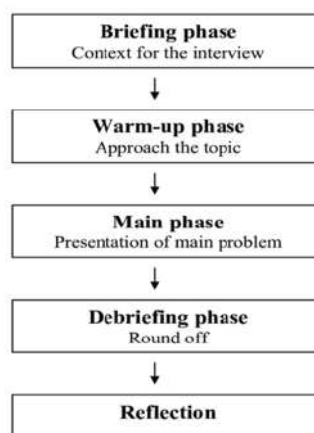 Briefing phase
Context for the interview
Warm-up phase
Approach the topic
Main phase
Presentation of main problem
Debriefing phase
Round off
Reflection